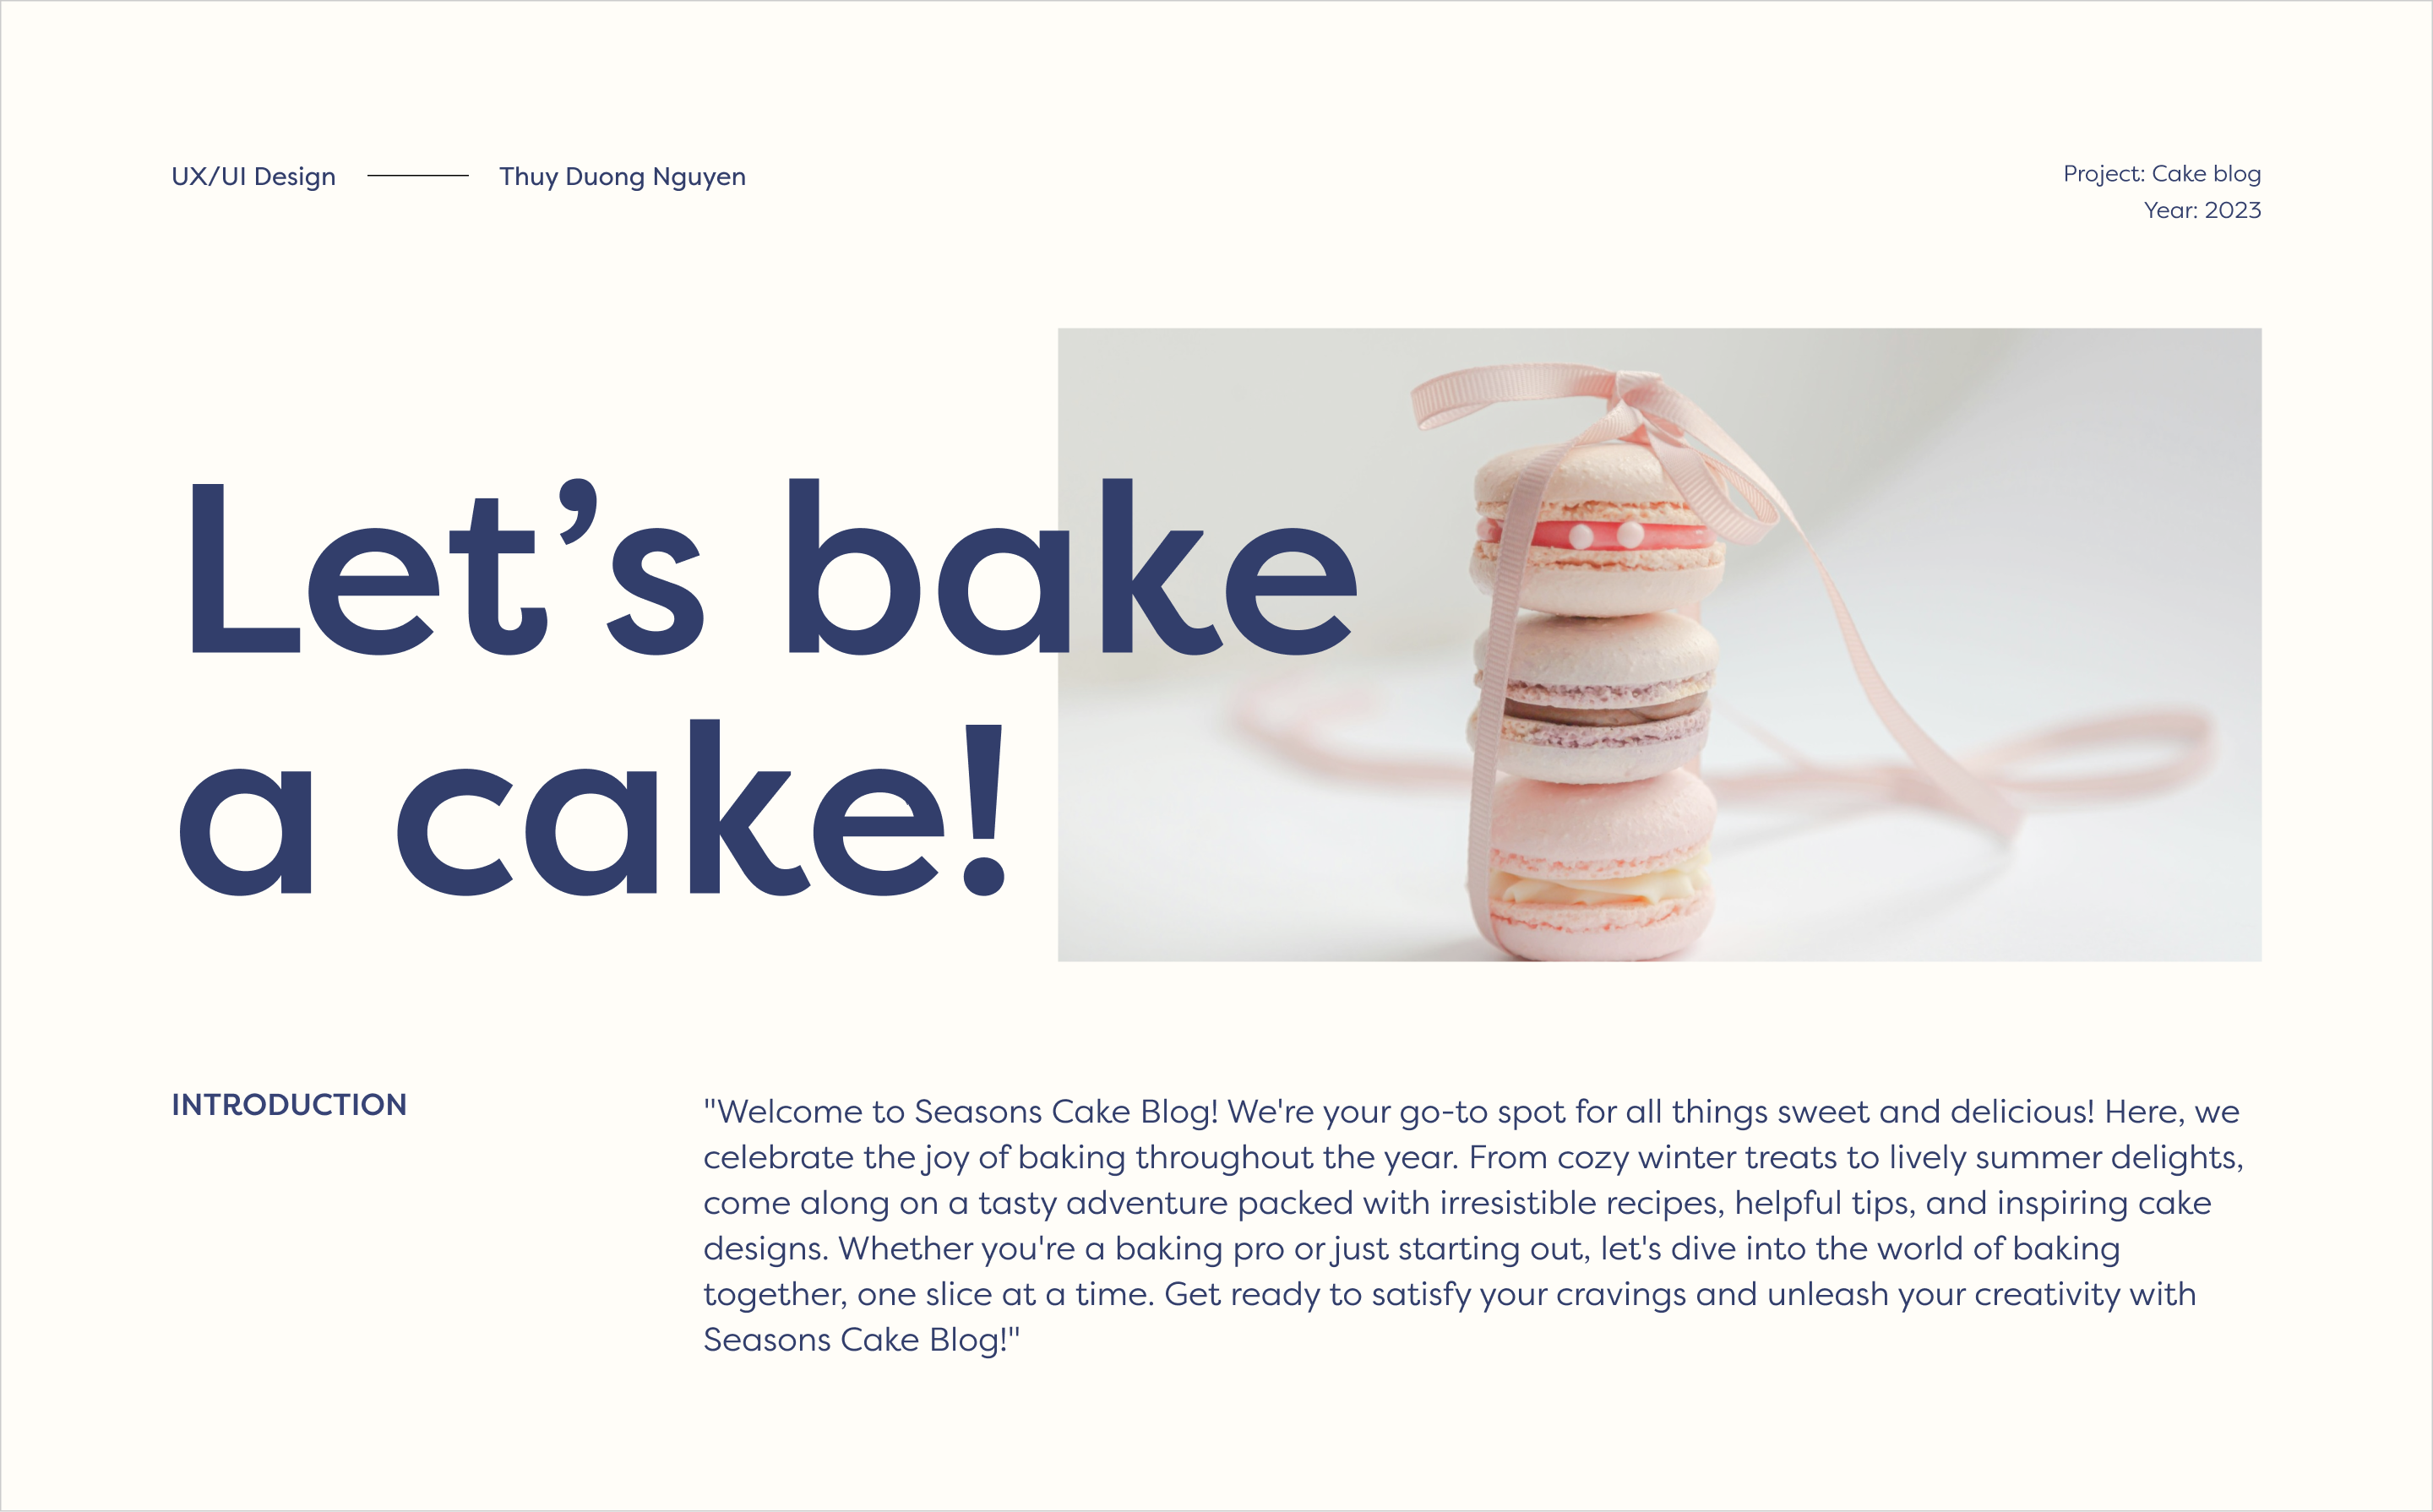 UX/UI Design Thuy Duong Nguyen
Project: Cake blog
Year: 2023
Let’s bake
a cake!
INTRODUCTION
"Welcome to Seasons Cake Blog! We're your go-to spot for all things sweet and delicious! Here, we
celebrate the joy of baking throughout the year. From cozy winter treats to lively summer delights,
come along on a tasty adventure packed with irresistible recipes, helpful tips, and inspiring cake
designs. Whether you're a baking pro or just starting out, let's dive into the world of baking
together, one slice at a time. Get ready to satisfy your cravings and unleash your creativity with
Seasons Cake Blog!"